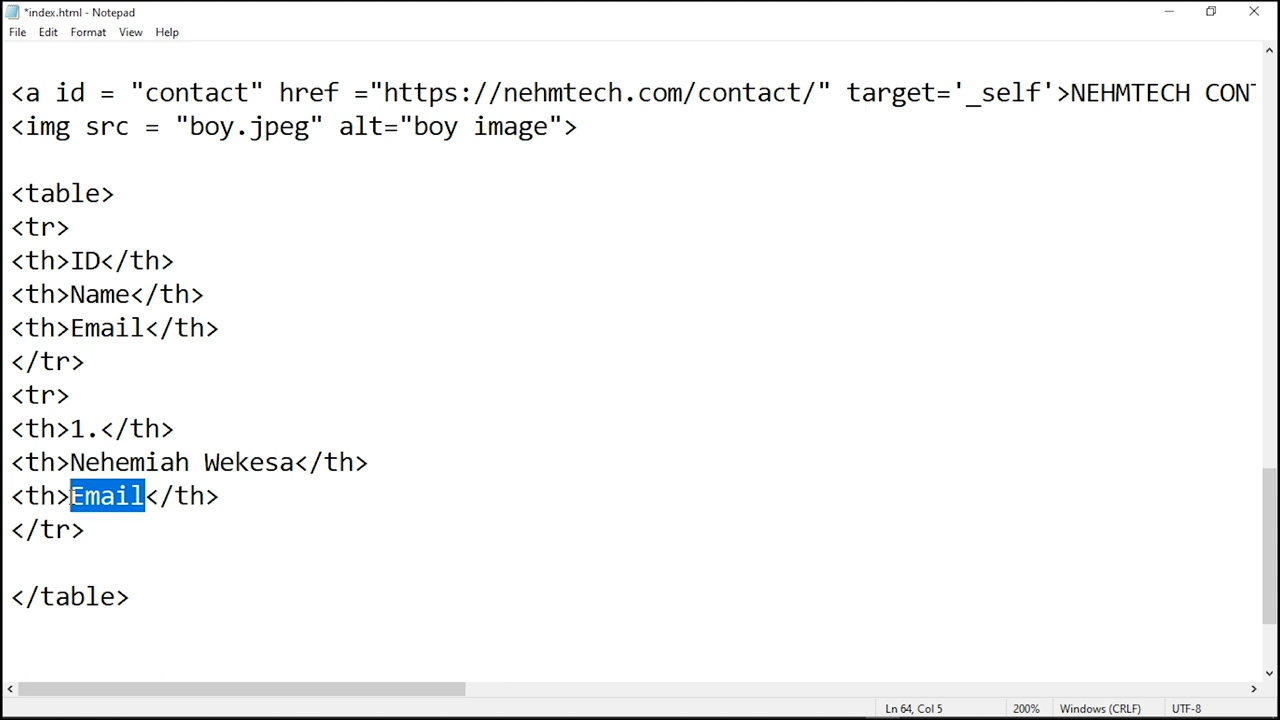 *index.html - Notepad
File Edit Format View Help
<a id = "contact" href ="https://nehmtech.com/contact/" target='_self'>NEHMTECH CONT
<img src = "boy.jpeg" alt="boy image">
<table>
<tr>
<th>ID</th>
<th>Name</th>
<th>Email</th>
</tr>
<tr>
<th>1.</th>
<th>Nehemiah Wekesa</th>
<th>Email</th>
</tr>
</table>
Ln 64, Col 5 200% Windows (CRLF) UTF-8